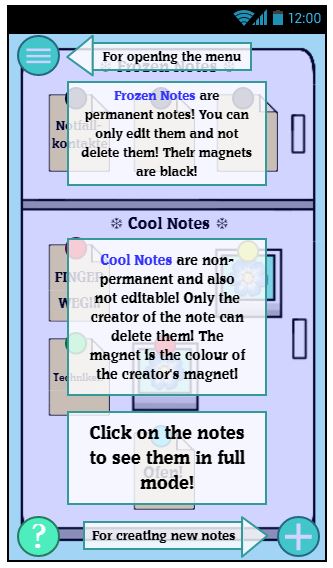 12:00
For opening the menu
❄ Frozen Notes ❄
Frozen Notes are
permanent notes! You can
only edit them and not
delete them! Their magnets
are black!
Notfall-
kontakte
❄ Cool Notes ❄
Cool Notes are non-
permanent and also
not editable! Only the
creator of the note can
delete them! The
magnet is the colour of
the creator's magnet!
FINGER
WEG!!!
Technike
Click on the notes
to see them in full
mode!
Ofen!
?
For creating new notes